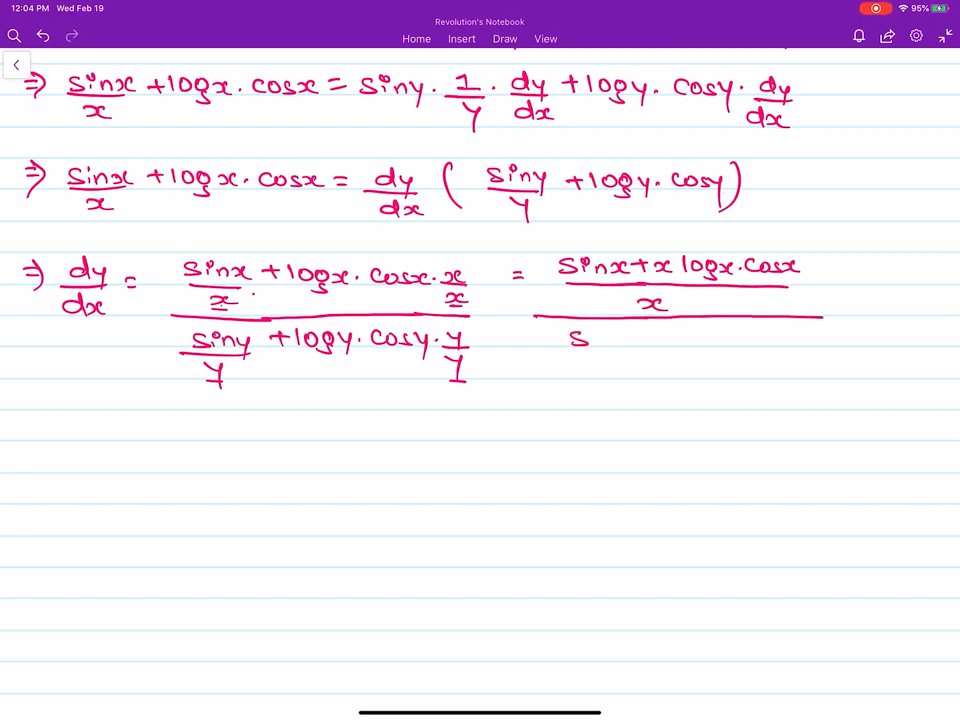 12:04 PM Wed Feb 19
95%
Revolution's Notebook
Home Insert Draw View
⇒ sinx/x + logx · cosx = siny · 1/y · dy/dx + logy · cosy · dy/dx
⇒ sinx/x + logx · cosx = dy/dx ( siny/y + logy · cosy )
⇒ dy/dx = (sinx/x + logx · cosx · x/x) / (siny/y + logy · cosy · y/y) = ((sinx + x logx · cosx)/x) / (s